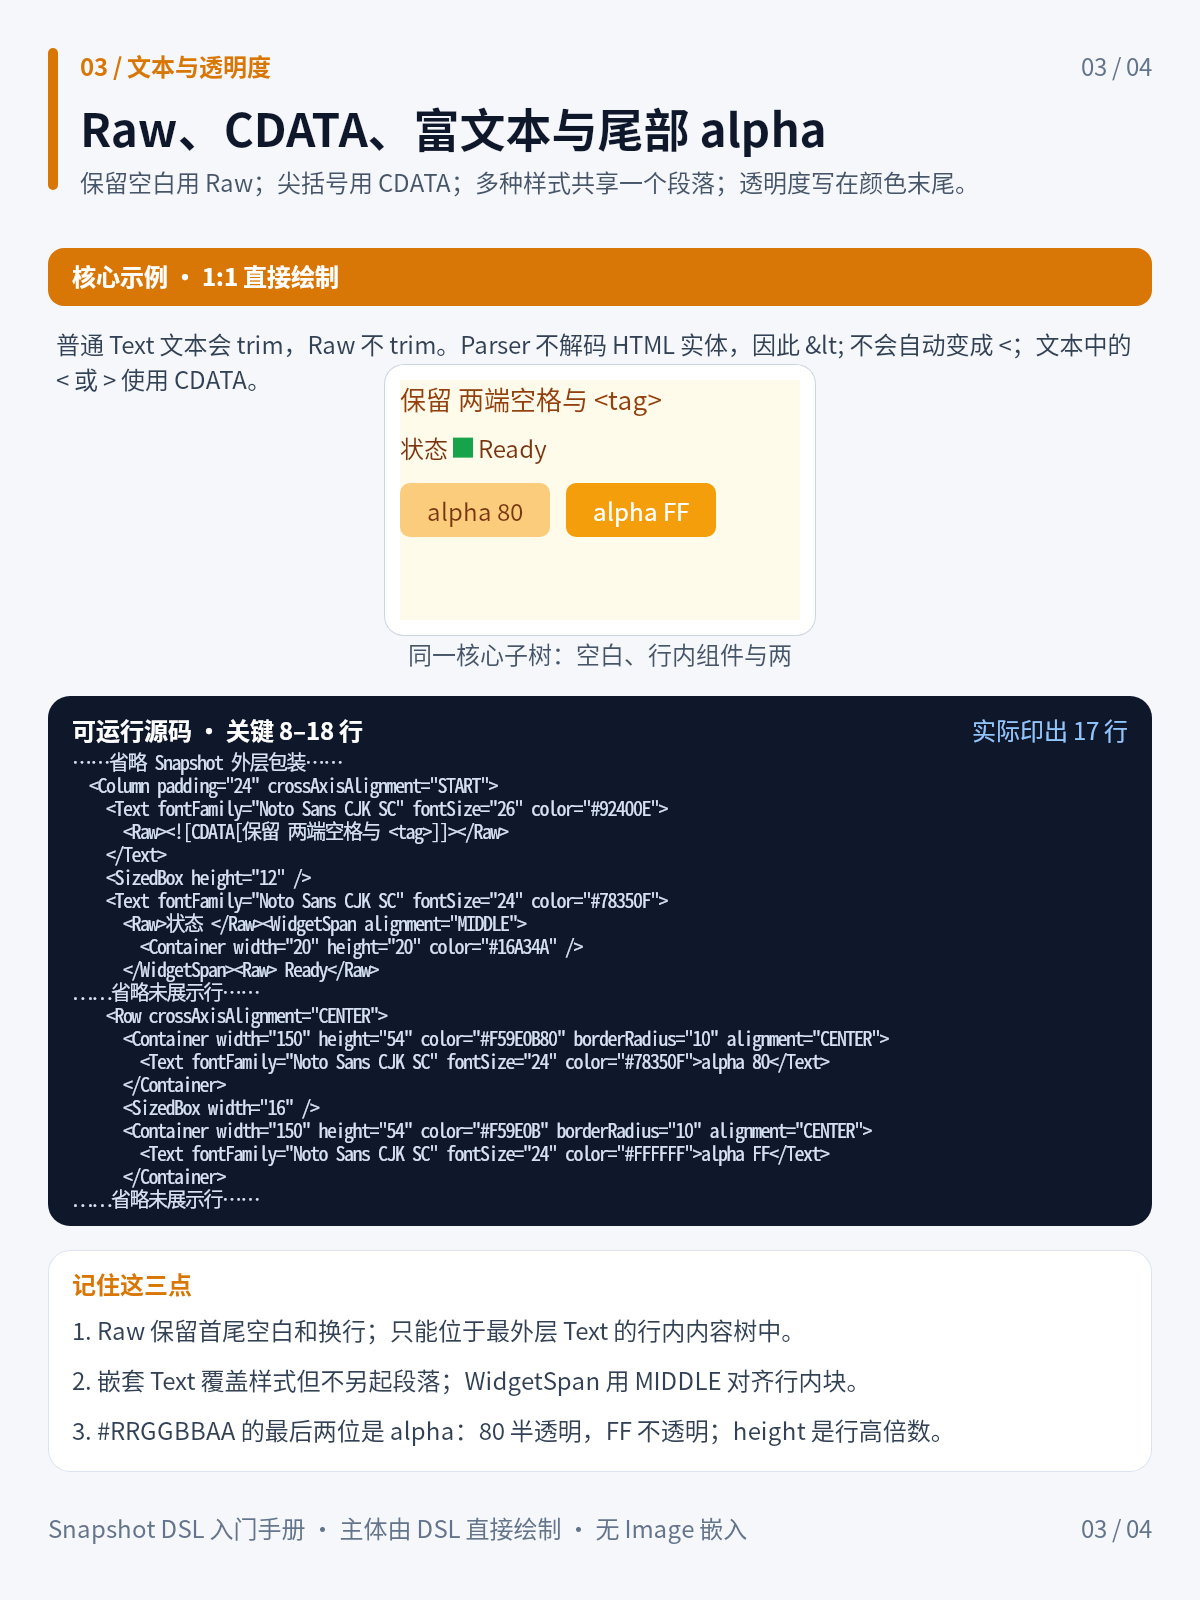 03 / 文本与透明度
03 / 04
Raw、CDATA、富文本与尾部 alpha
保留空白用 Raw；尖括号用 CDATA；多种样式共享一个段落；透明度写在颜色末尾。
核心示例 · 1:1 直接绘制
普通 Text 文本会 trim，Raw 不 trim。Parser 不解码 HTML 实体，因此 &lt; 不会自动变成 <；文本中的
< 或 > 使用 CDATA。
保留 两端空格与 <tag>
状态 Ready
alpha 80
alpha FF
同一核心子树：空白、行内组件与两
可运行源码 · 关键 8–18 行
实际印出 17 行
……省略 Snapshot 外层包装……
  <Column padding="24" crossAxisAlignment="START">
    <Text fontFamily="Noto Sans CJK SC" fontSize="26" color="#92400E">
      <Raw><![CDATA[保留 两端空格与 <tag>]]></Raw>
    </Text>
    <SizedBox height="12" />
    <Text fontFamily="Noto Sans CJK SC" fontSize="24" color="#78350F">
      <Raw>状态 </Raw><WidgetSpan alignment="MIDDLE">
        <Container width="20" height="20" color="#16A34A" />
      </WidgetSpan><Raw> Ready</Raw>
……省略未展示行……
    <Row crossAxisAlignment="CENTER">
      <Container width="150" height="54" color="#F59E0B80" borderRadius="10" alignment="CENTER">
        <Text fontFamily="Noto Sans CJK SC" fontSize="24" color="#78350F">alpha 80</Text>
      </Container>
      <SizedBox width="16" />
      <Container width="150" height="54" color="#F59E0B" borderRadius="10" alignment="CENTER">
        <Text fontFamily="Noto Sans CJK SC" fontSize="24" color="#FFFFFF">alpha FF</Text>
      </Container>
……省略未展示行……
记住这三点
1. Raw 保留首尾空白和换行；只能位于最外层 Text 的行内内容树中。
2. 嵌套 Text 覆盖样式但不另起段落；WidgetSpan 用 MIDDLE 对齐行内块。
3. #RRGGBBAA 的最后两位是 alpha：80 半透明，FF 不透明；height 是行高倍数。
Snapshot DSL 入门手册 · 主体由 DSL 直接绘制 · 无 Image 嵌入
03 / 04